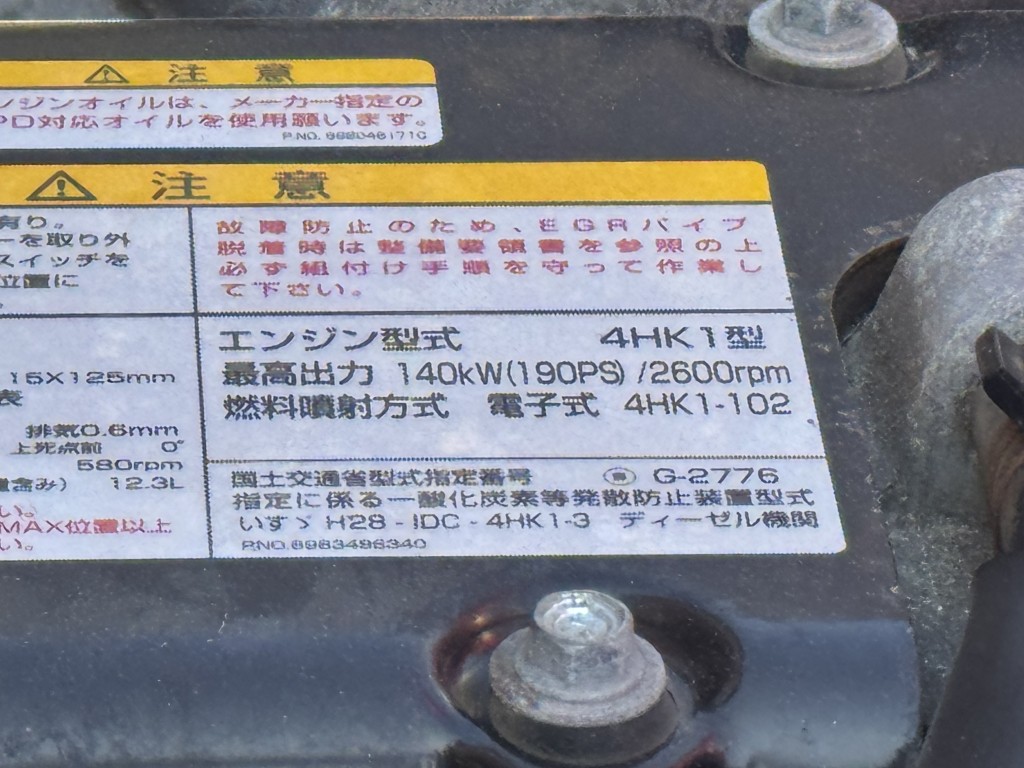 注意
ンジンオイルは、メーカー指定の
PD対応オイルを使用願います。
P.NO. 898046171C
注意
有り。
ーを取り外
スイッチを
位置に
故障防止のため、EGRパイプ
脱着時は整備要領書を参照の上
必ず組付け手順を守って作業し
て下さい。
15X125mm
表
排気0.6mm
上死点前 0°
580rpm
含み) 12.3L
い。
MAX位置以上
い。
エンジン型式 4HK1型
最高出力 140kW(190PS)/2600rpm
燃料噴射方式 電子式 4HK1-102
国土交通省型式指定番号 G-2776
指定に係る一酸化炭素等発散防止装置型式
いすゞ H28-IDC-4HK1-3 ディーゼル機関
P.NO.8983496340